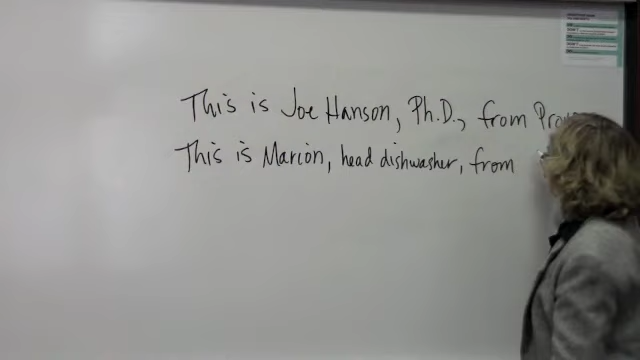 This is Joe Hanson, Ph.D., from
This is Marion, head dishwasher, from